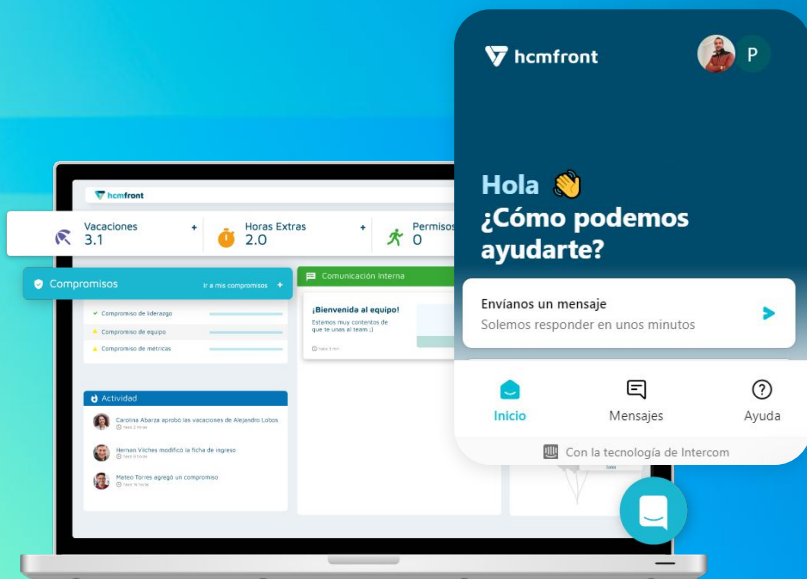 hcmfront
P
Hola 👋
¿Cómo podemos
ayudarte?
Envíanos un mensaje
Solemos responder en unos minutos
Inicio
Mensajes
Ayuda
Con la tecnología de Intercom
hcmfront
Vacaciones +
3.1
Horas Extras +
2.0
Permisos
0
Compromisos
Ir a mis compromisos +
Compromiso de liderazgo
Compromiso de equipo
Compromiso de métricas
Comunicación Interna
¡Bienvenida al equipo!
Estamos muy contentos de
que te unas al team :)
Actividad
Carolina Abarza aprobó las vacaciones de Alejandro Lobos
Hernan Vilches modificó la ficha de ingreso
Mateo Torres agregó un compromiso